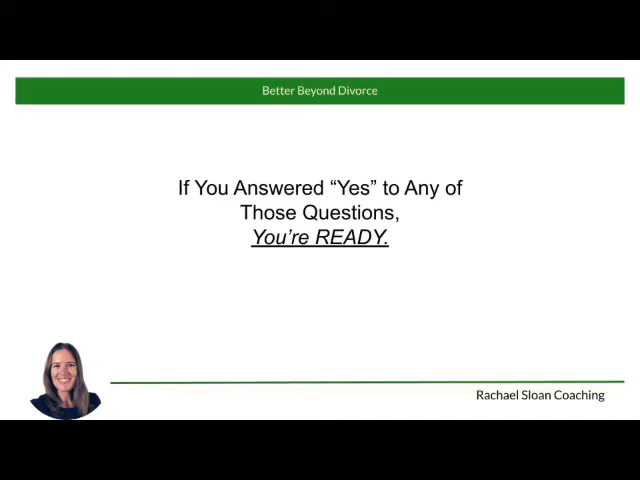 Better Beyond Divorce
If You Answered “Yes” to Any of
Those Questions,
You’re READY.
Rachael Sloan Coaching